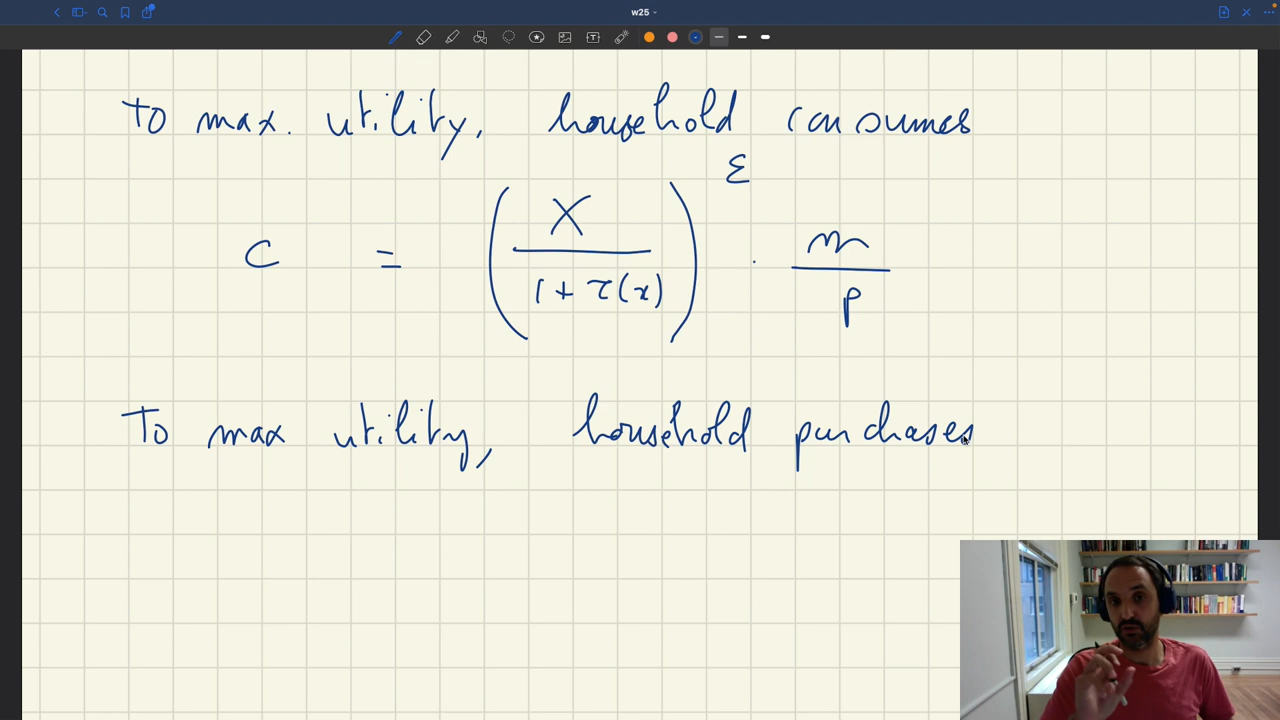 w25
To max. utility, household consumes
c = (χ / (1 + τ(x)))^ε · m / p
To max utility, household purchases